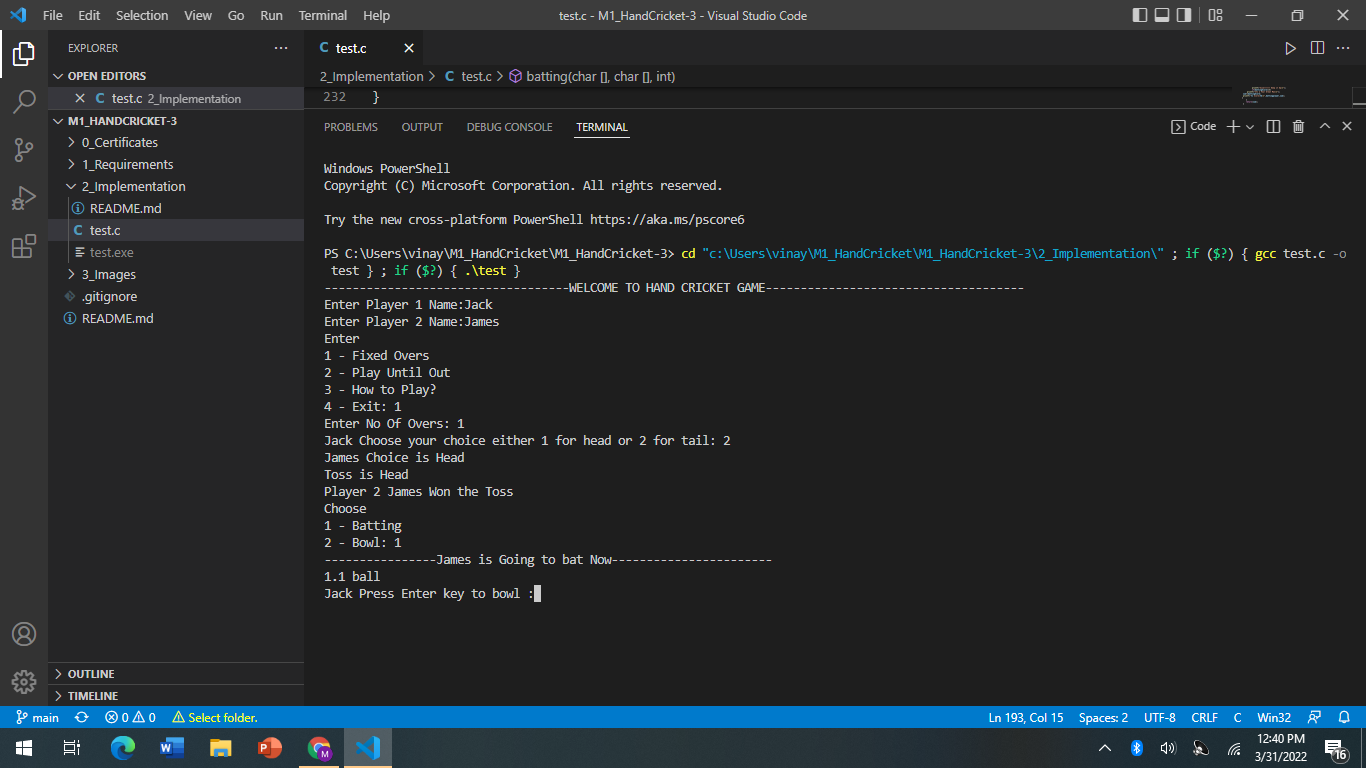 File Edit Selection View Go Run Terminal Help
test.c - M1_HandCricket-3 - Visual Studio Code
EXPLORER
OPEN EDITORS
test.c 2_Implementation
M1_HANDCRICKET-3
0_Certificates
1_Requirements
2_Implementation
README.md
C test.c
test.exe
3_Images
.gitignore
README.md
OUTLINE
TIMELINE
C test.c
2_Implementation > C test.c > batting(char [], char [], int)
232 }
PROBLEMS OUTPUT DEBUG CONSOLE TERMINAL
Code
Windows PowerShell
Copyright (C) Microsoft Corporation. All rights reserved.
Try the new cross-platform PowerShell https://aka.ms/pscore6
PS C:\Users\vinay\M1_HandCricket\M1_HandCricket-3> cd "c:\Users\vinay\M1_HandCricket\M1_HandCricket-3\2_Implementation\" ; if ($?) { gcc test.c -o
test } ; if ($?) { .\test }
-----------------------------------WELCOME TO HAND CRICKET GAME-------------------------------------
Enter Player 1 Name:Jack
Enter Player 2 Name:James
Enter
1 - Fixed Overs
2 - Play Until Out
3 - How to Play?
4 - Exit: 1
Enter No Of Overs: 1
Jack Choose your choice either 1 for head or 2 for tail: 2
James Choice is Head
Toss is Head
Player 2 James Won the Toss
Choose
1 - Batting
2 - Bowl: 1
----------------James is Going to bat Now-----------------------
1.1 ball
Jack Press Enter key to bowl :
main 0 0 Select folder. Ln 193, Col 15 Spaces: 2 UTF-8 CRLF C Win32
12:40 PM
3/31/2022
16